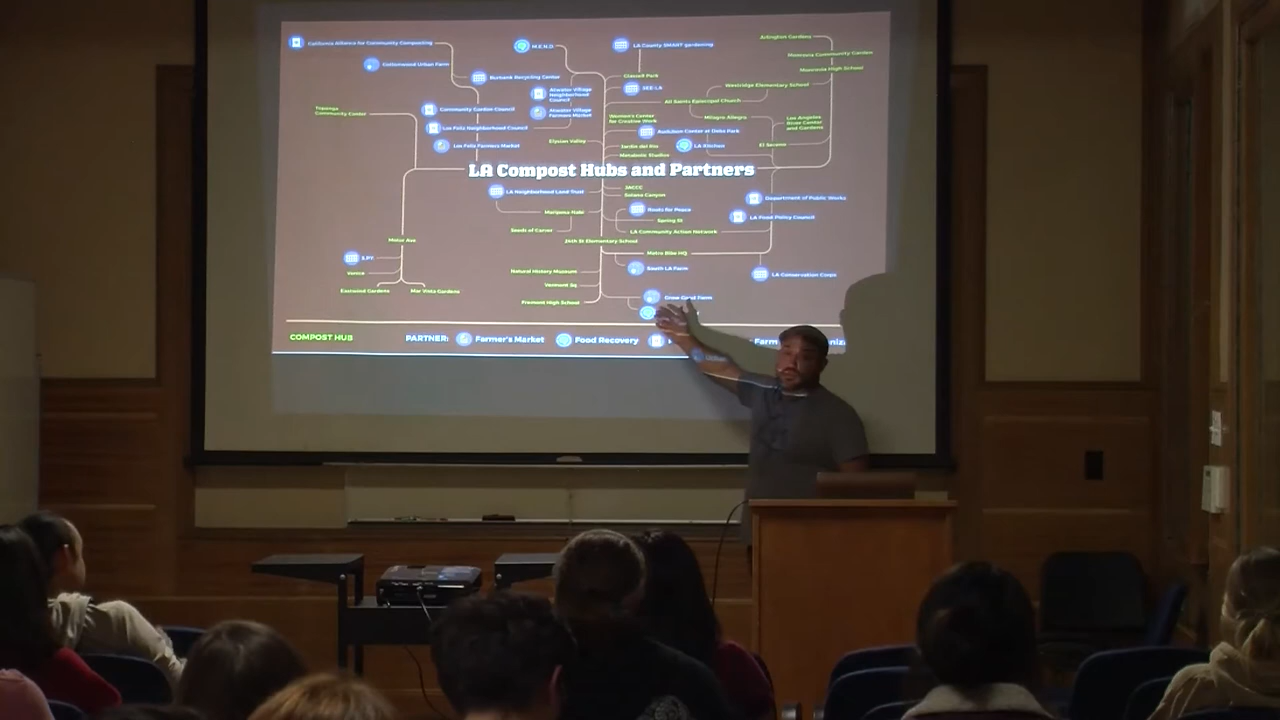 California Alliance for Community Composting
M.E.N.D
LA County SMART gardening
Arlington Gardens
Monrovia Community Garden
Cottonwood Urban Farm
Monrovia High School
Burbank Recycling Center
Glassell Park
Westridge Elementary School
SEE-LA
Atwater Village
Neighborhood
Council
All Saints Episcopal Church
Tujunga
Community Center
Community Garden Council
Atwater Village
Farmers Market
Women's Center
for Creative Work
Milagro Allegro
Los Angeles
River Center
and Gardens
Los Feliz Neighborhood Council
Audubon Center at Debs Park
Los Feliz Farmers Market
Elysian Valley
Jardin del Rio
LA Kitchen
El Sereno
Metabolic Studios
LA Compost Hubs and Partners
LA Neighborhood Land Trust
JACCC
Solano Canyon
Department of Public Works
Mariposa Nabi
Roots for Peace
LA Food Policy Council
Spring St
Seeds of Carver
LA Community Action Network
Motor Ave
24th St Elementary School
Metro Bike HQ
E.P.Y.
Venice
Natural History Museum
South LA Farm
LA Conservation Corps
Vermont Sq
Eastwood Gardens
Mar Vista Gardens
Fremont High School
Grow Good Farm
COMPOST HUB
PARTNER:
Farmer's Market
Food Recovery